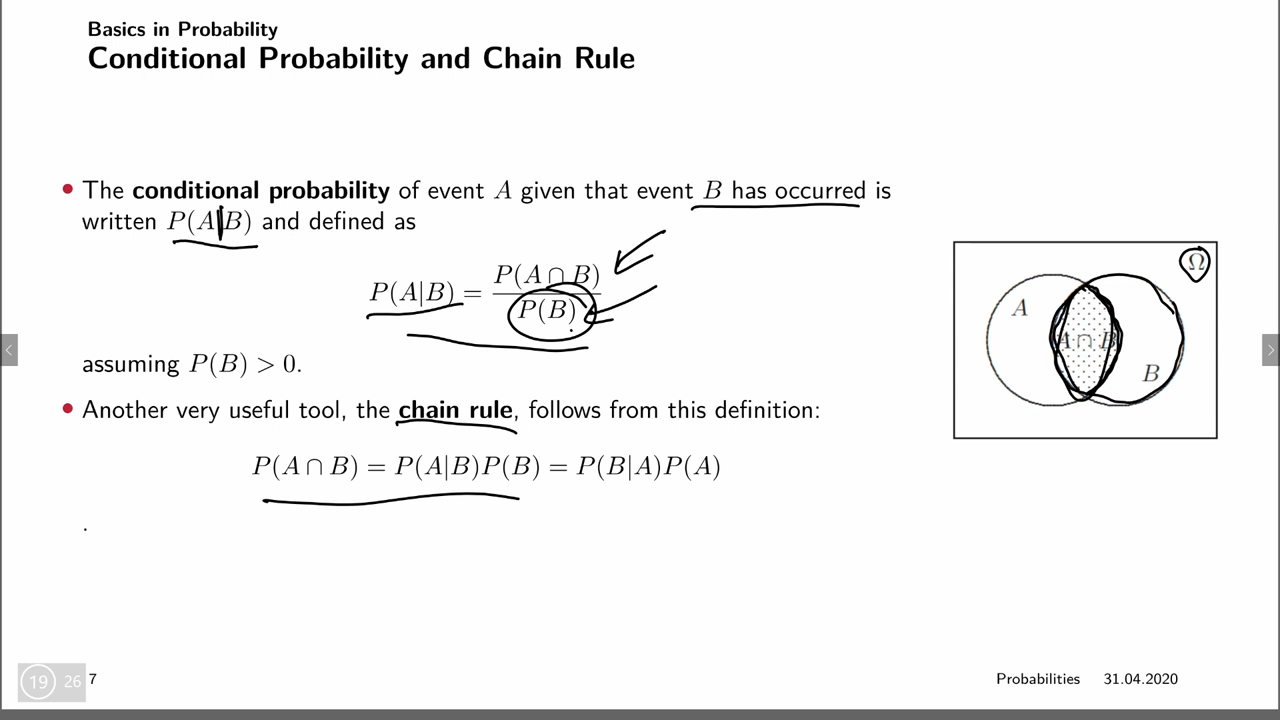 Basics in Probability
Conditional Probability and Chain Rule
• The conditional probability of event A given that event B has occurred is
written P(A|B) and defined as
P(A|B) = P(A ∩ B) / P(B)
assuming P(B) > 0.
• Another very useful tool, the chain rule, follows from this definition:
P(A ∩ B) = P(A|B)P(B) = P(B|A)P(A)
.
Ω
A
A ∩ B
B
19 26 7
Probabilities 31.04.2020